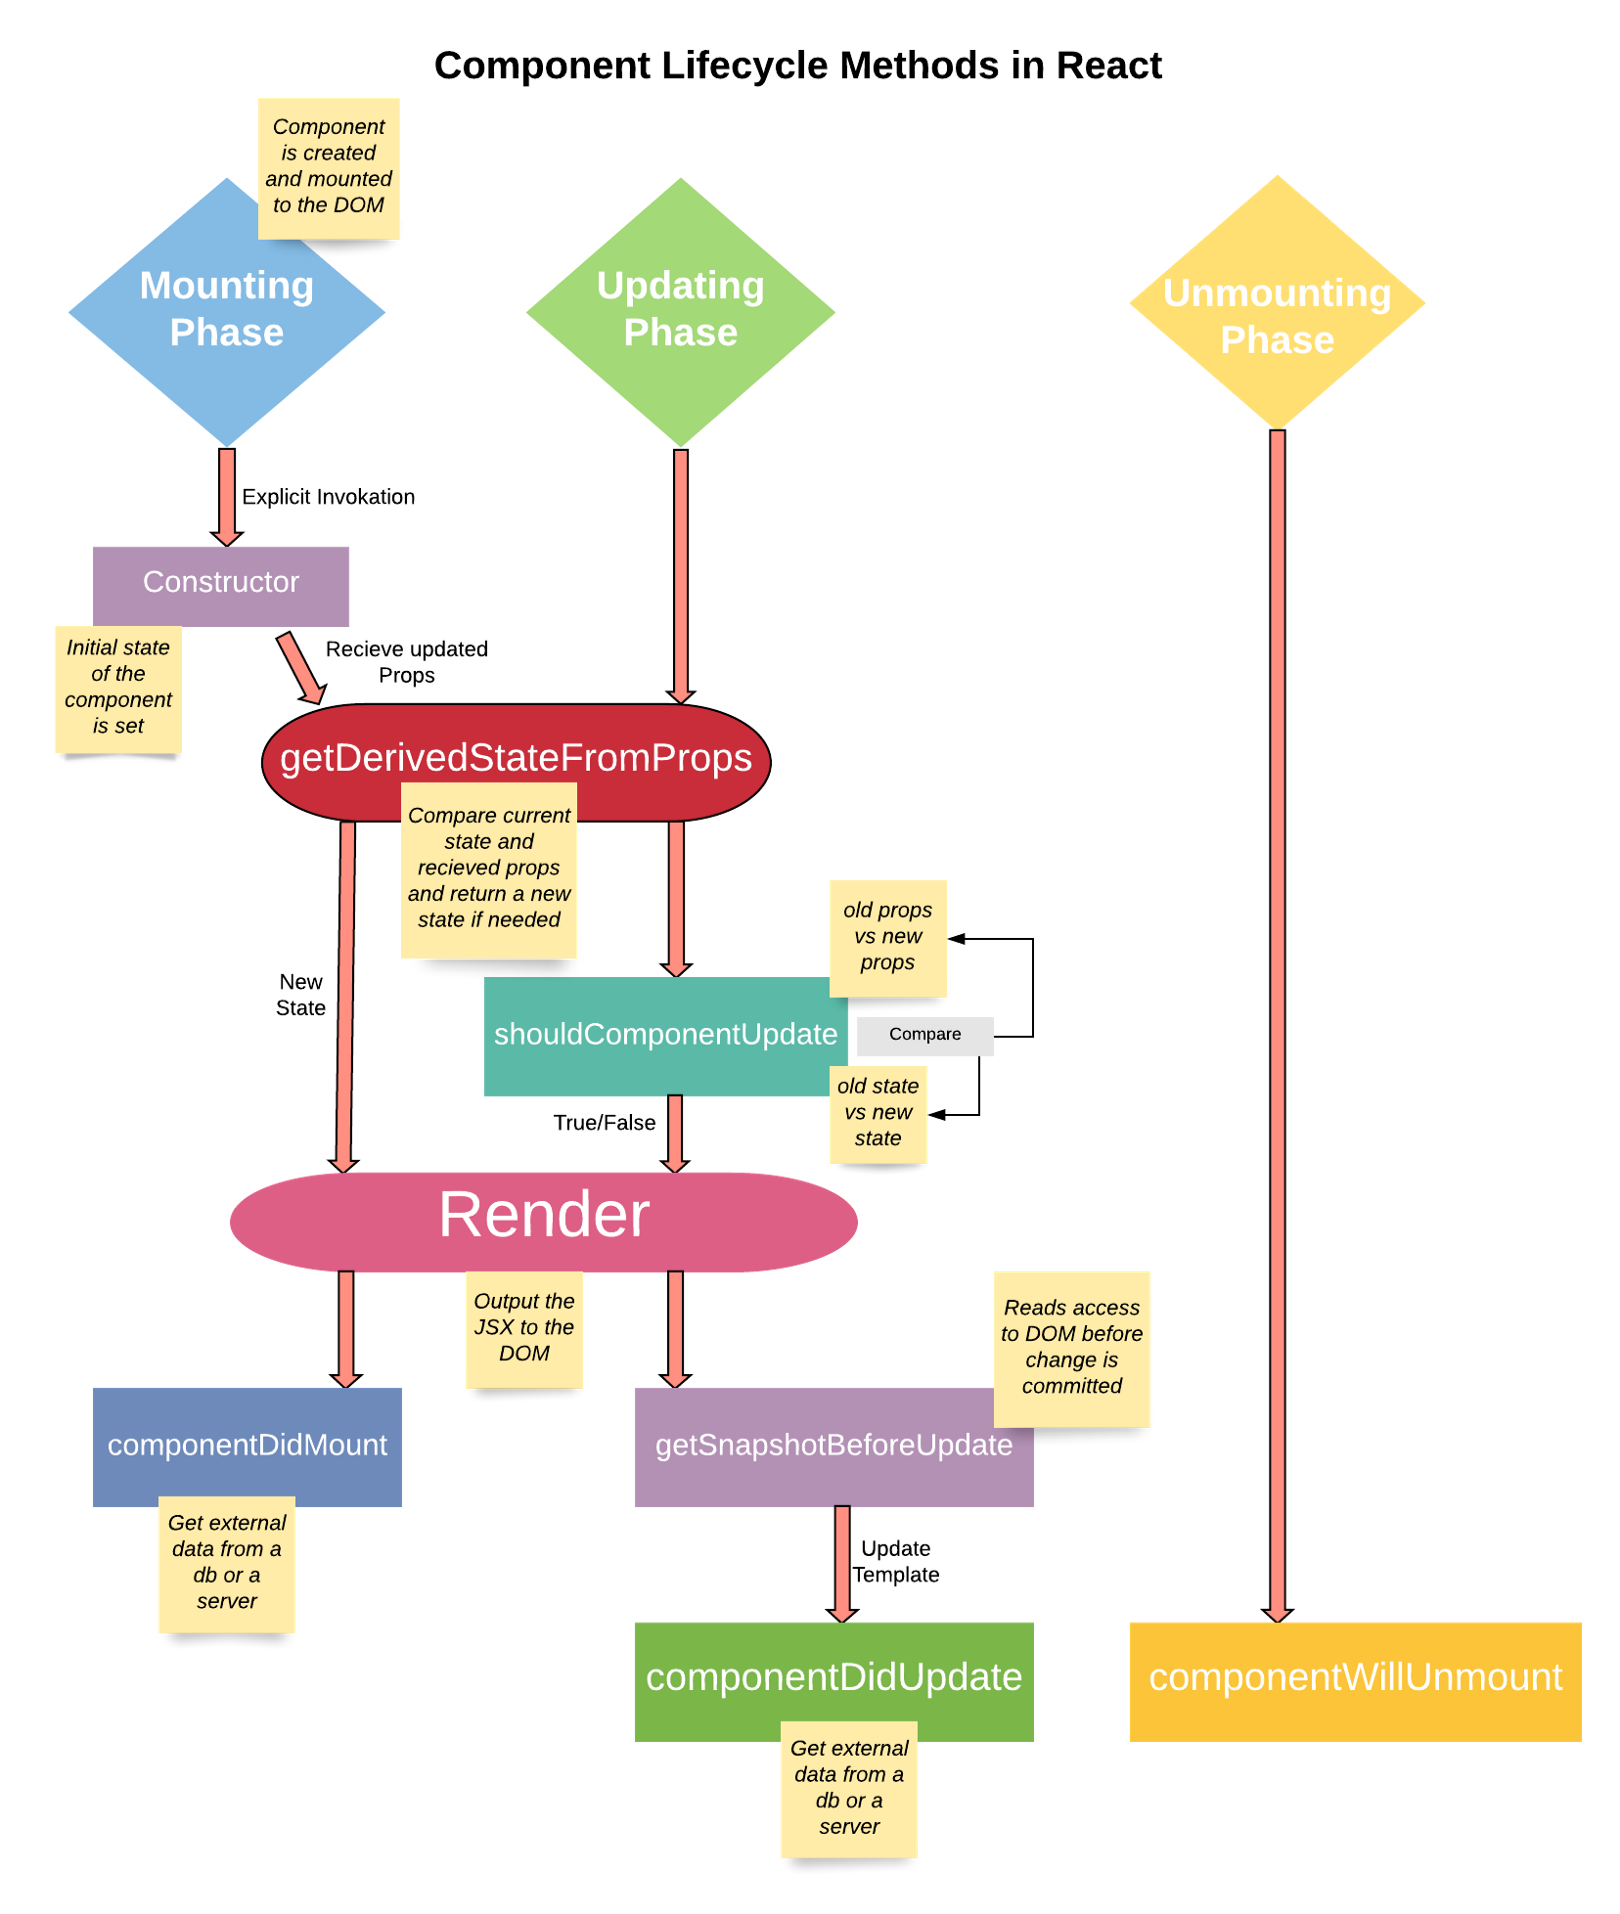 Component Lifecycle Methods in React
Component
is created
and mounted
to the DOM
Mounting
Phase
Updating
Phase
Unmounting
Phase
Explicit Invokation
Constructor
Initial state
of the
component
is set
Recieve updated
Props
getDerivedStateFromProps
Compare current
state and
recieved props
and return a new
state if needed
old props
vs new
props
New
State
shouldComponentUpdate
Compare
old state
vs new
state
True/False
Render
Output the
JSX to the
DOM
Reads access
to DOM before
change is
committed
componentDidMount
getSnapshotBeforeUpdate
Get external
data from a
db or a
server
Update
Template
componentDidUpdate
componentWillUnmount
Get external
data from a
db or a
server